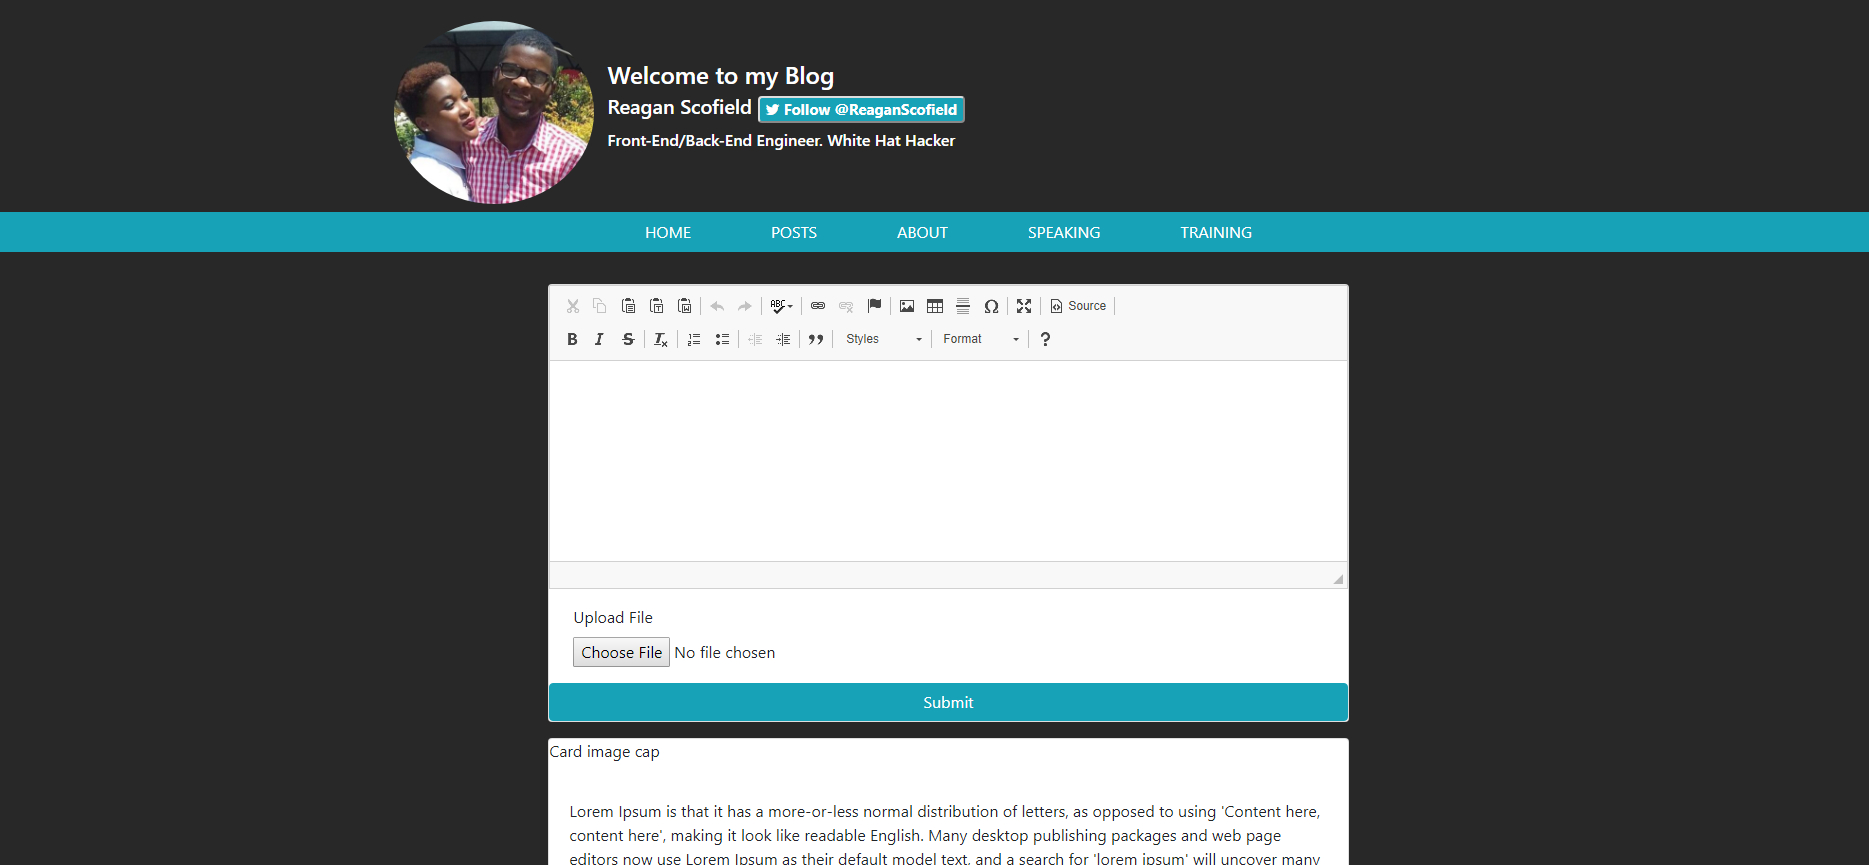 Welcome to my Blog
Reagan Scofield Follow @ReaganScofield
Front-End/Back-End Engineer. White Hat Hacker
HOME POSTS ABOUT SPEAKING TRAINING
ABC Source
B I S Tx Styles Format ?
Upload File
Choose File No file chosen
Submit
Card image cap
Lorem Ipsum is that it has a more-or-less normal distribution of letters, as opposed to using 'Content here,
content here', making it look like readable English. Many desktop publishing packages and web page
editors now use Lorem Ipsum as their default model text, and a search for 'lorem ipsum' will uncover many